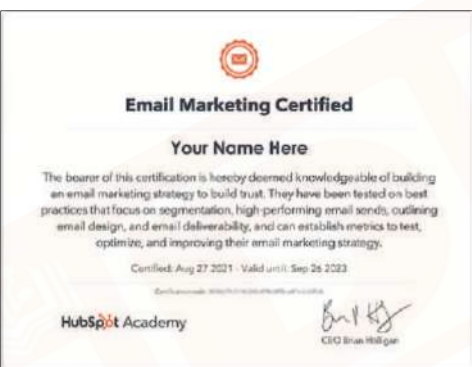 Email Marketing Certified
Your Name Here
The bearer of this certification is hereby deemed knowledgeable of building
an email marketing strategy to build trust. They have been tested on best
practices that focus on segmentation, high-performing email sends, outlining
email design, and email deliverability, and can establish metrics to test,
optimize, and improving their email marketing strategy.
Certified: Aug 27 2021 - Valid until: Sep 26 2023
HubSpot Academy
CEO Brian Halligan